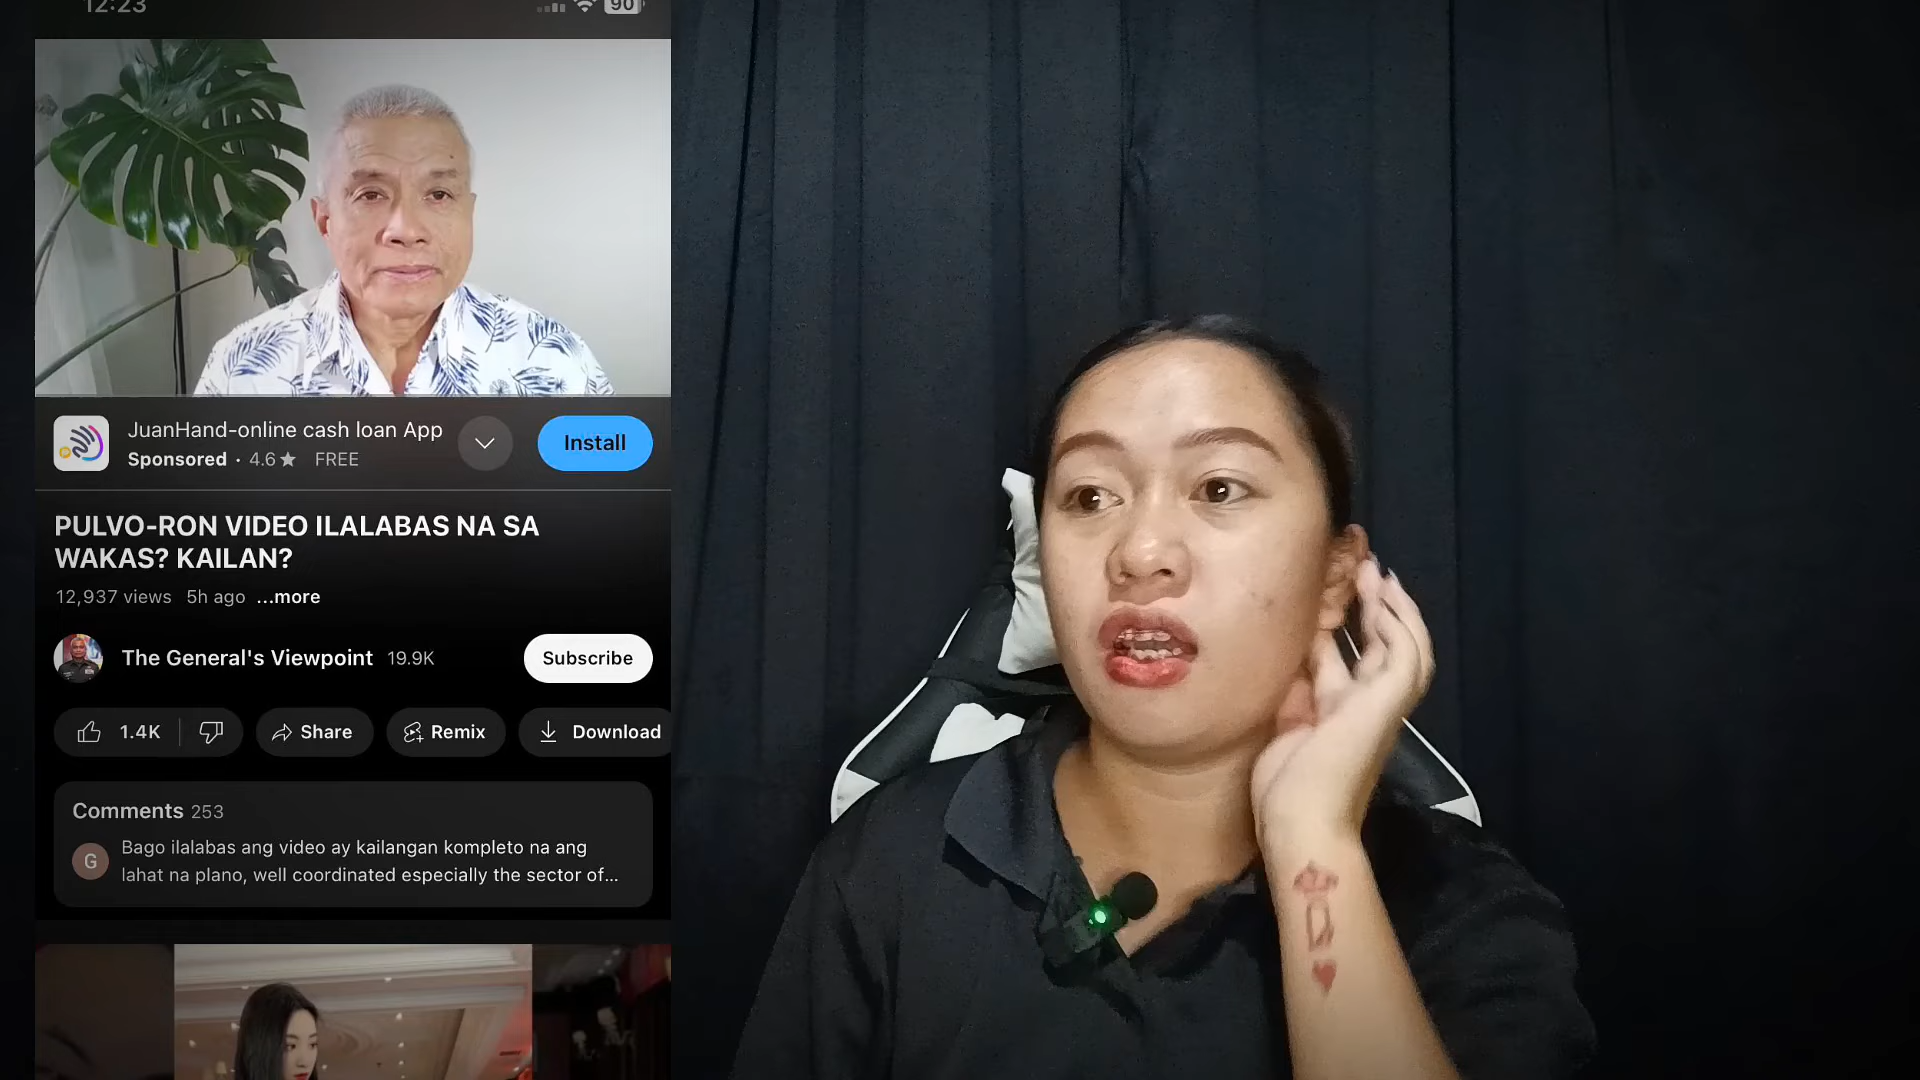 12:23
90
JuanHand-online cash loan App
Sponsored · 4.6★ FREE
Install
PULVO-RON VIDEO ILALABAS NA SA
WAKAS? KAILAN?
12,937 views 5h ago ...more
The General's Viewpoint 19.9K
Subscribe
1.4K
Share
Remix
Download
Comments 253
G
Bago ilalabas ang video ay kailangan kompleto na ang
lahat na plano, well coordinated especially the sector of...